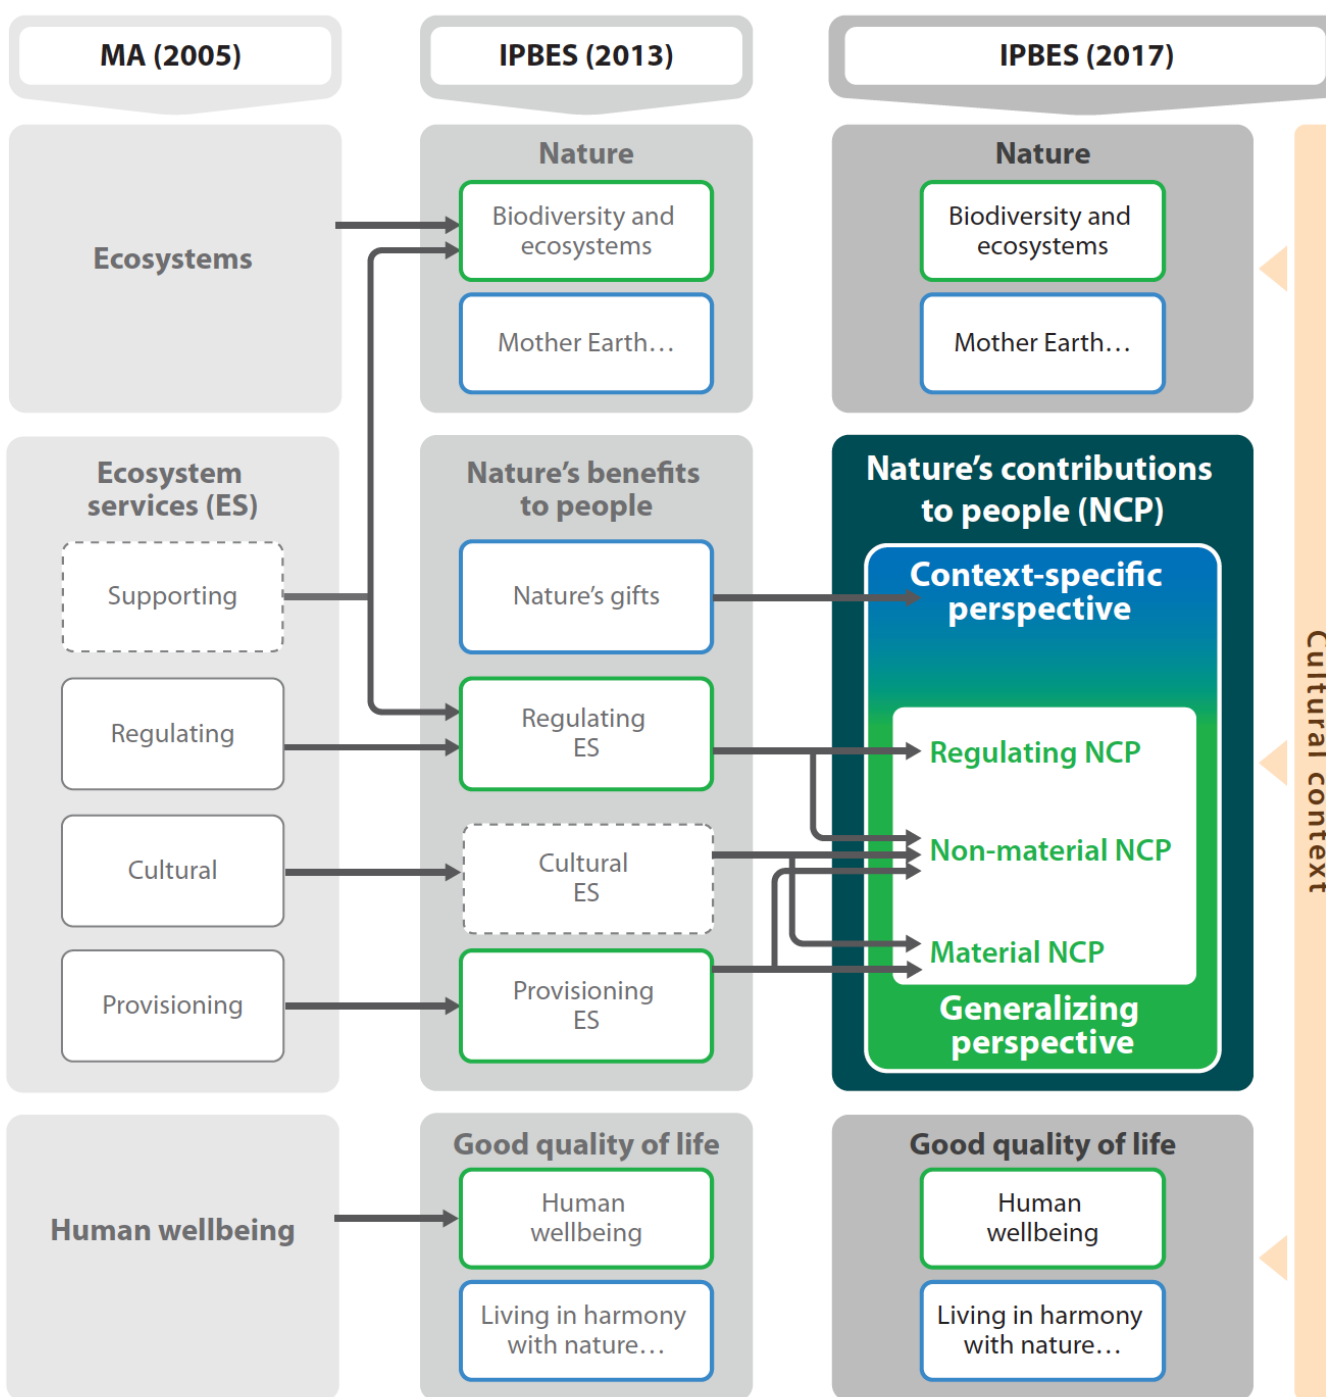 MA (2005)
IPBES (2013)
IPBES (2017)
Ecosystems
Nature
Biodiversity and
ecosystems
Mother Earth…
Nature
Biodiversity and
ecosystems
Mother Earth…
Ecosystem
services (ES)
Supporting
Regulating
Cultural
Provisioning
Nature’s benefits
to people
Nature’s gifts
Regulating
ES
Cultural
ES
Provisioning
ES
Nature’s contributions
to people (NCP)
Context-specific
perspective
Regulating NCP
Non-material NCP
Material NCP
Generalizing
perspective
Human wellbeing
Good quality of life
Human
wellbeing
Living in harmony
with nature…
Good quality of life
Human
wellbeing
Living in harmony
with nature…
Cultural context